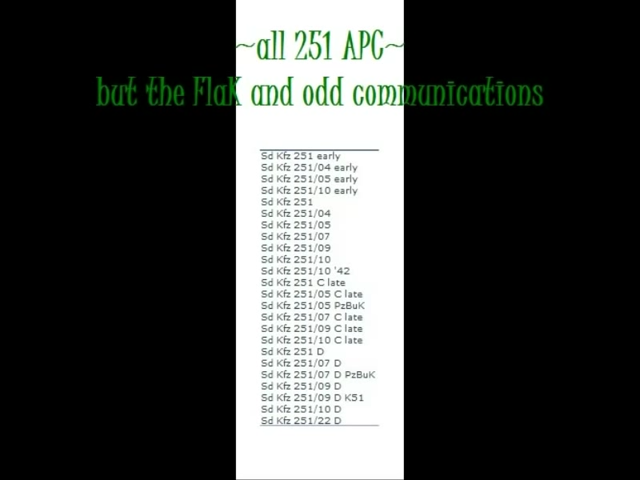 ~all 251 APC~
but the FlaK and odd communications
Sd Kfz 251 early
Sd Kfz 251/04 early
Sd Kfz 251/05 early
Sd Kfz 251/10 early
Sd Kfz 251
Sd Kfz 251/04
Sd Kfz 251/05
Sd Kfz 251/07
Sd Kfz 251/09
Sd Kfz 251/10
Sd Kfz 251/10 '42
Sd Kfz 251 C late
Sd Kfz 251/05 C late
Sd Kfz 251/05 PzBuK
Sd Kfz 251/07 C late
Sd Kfz 251/09 C late
Sd Kfz 251/10 C late
Sd Kfz 251 D
Sd Kfz 251/07 D
Sd Kfz 251/07 D PzBuK
Sd Kfz 251/09 D
Sd Kfz 251/09 D K51
Sd Kfz 251/10 D
Sd Kfz 251/22 D